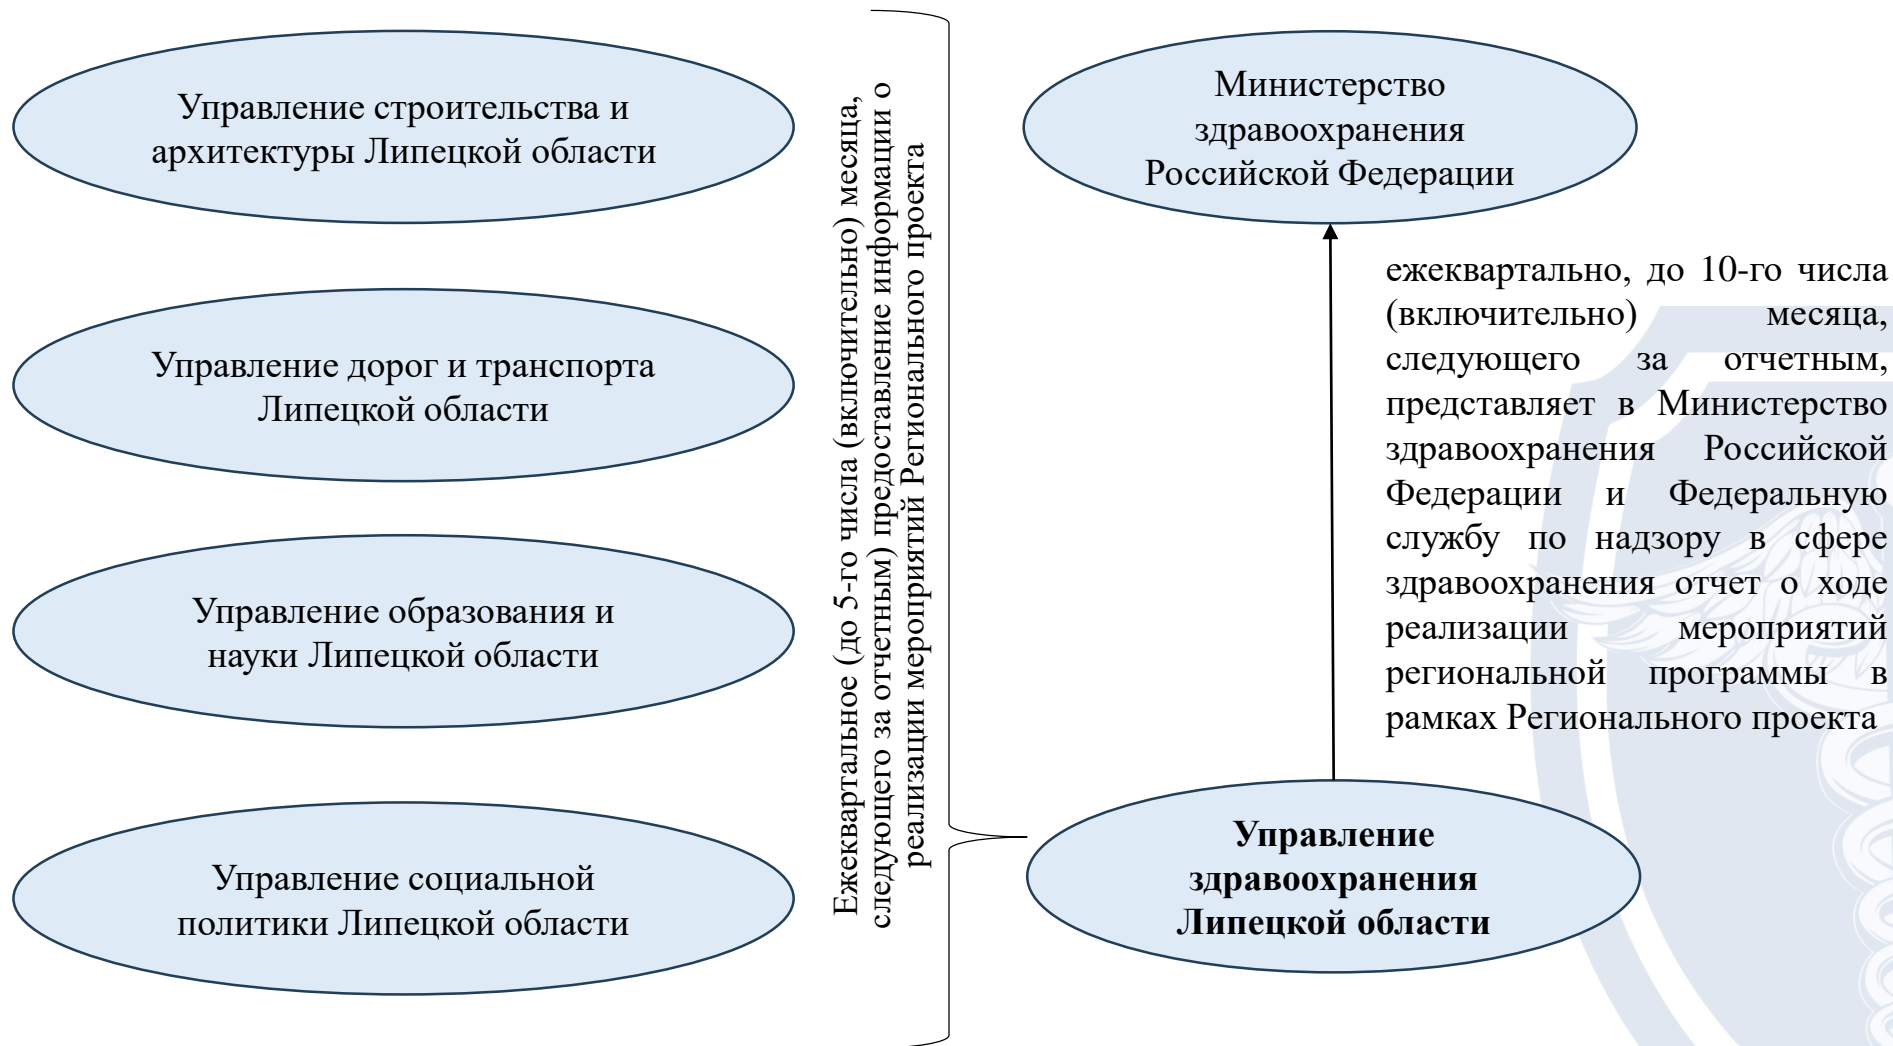 Управление строительства и
архитектуры Липецкой области
Управление дорог и транспорта
Липецкой области
Управление образования и
науки Липецкой области
Управление социальной
политики Липецкой области
Ежеквартальное (до 5-го числа (включительно) месяца,
следующего за отчетным) предоставление информации о
реализации мероприятий Регионального проекта
Министерство
здравоохранения
Российской Федерации
ежеквартально, до 10-го числа
(включительно) месяца,
следующего за отчетным,
представляет в Министерство
здравоохранения Российской
Федерации и Федеральную
службу по надзору в сфере
здравоохранения отчет о ходе
реализации мероприятий
региональной программы в
рамках Регионального проекта
Управление
здравоохранения
Липецкой области